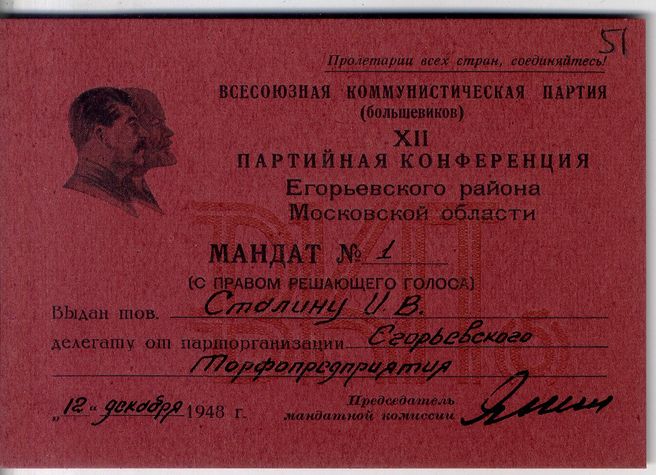 51
Пролетарии всех стран, соединяйтесь!
ВСЕСОЮЗНАЯ КОММУНИСТИЧЕСКАЯ ПАРТИЯ
(большевиков)
XII
ПАРТИЙНАЯ КОНФЕРЕНЦИЯ
Егорьевского района
Московской области
МАНДАТ № 1
(С ПРАВОМ РЕШАЮЩЕГО ГОЛОСА)
Выдан тов. Сталину И.В.
делегату от парторганизации Егорьевского
Торфопредприятия
„12" декабря 1948 г.
Председатель
мандатной комиссии
ВКП(б)